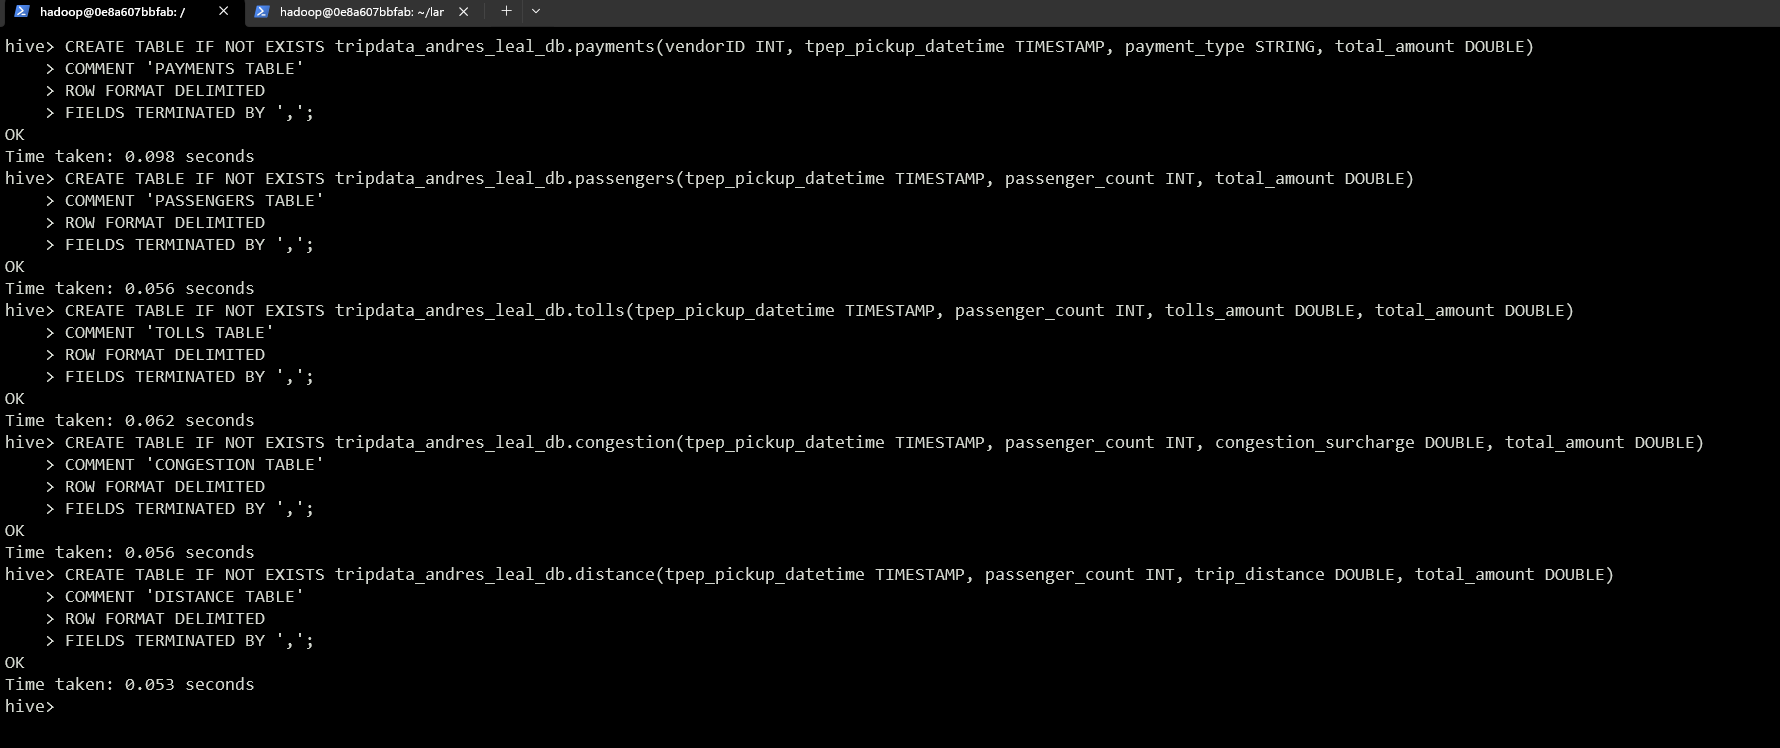 hadoop@0e8a607bbfab: /
hadoop@0e8a607bbfab: ~/lar
hive> CREATE TABLE IF NOT EXISTS tripdata_andres_leal_db.payments(vendorID INT, tpep_pickup_datetime TIMESTAMP, payment_type STRING, total_amount DOUBLE)
> COMMENT 'PAYMENTS TABLE'
> ROW FORMAT DELIMITED
> FIELDS TERMINATED BY ',';
OK
Time taken: 0.098 seconds
hive> CREATE TABLE IF NOT EXISTS tripdata_andres_leal_db.passengers(tpep_pickup_datetime TIMESTAMP, passenger_count INT, total_amount DOUBLE)
> COMMENT 'PASSENGERS TABLE'
> ROW FORMAT DELIMITED
> FIELDS TERMINATED BY ',';
OK
Time taken: 0.056 seconds
hive> CREATE TABLE IF NOT EXISTS tripdata_andres_leal_db.tolls(tpep_pickup_datetime TIMESTAMP, passenger_count INT, tolls_amount DOUBLE, total_amount DOUBLE)
> COMMENT 'TOLLS TABLE'
> ROW FORMAT DELIMITED
> FIELDS TERMINATED BY ',';
OK
Time taken: 0.062 seconds
hive> CREATE TABLE IF NOT EXISTS tripdata_andres_leal_db.congestion(tpep_pickup_datetime TIMESTAMP, passenger_count INT, congestion_surcharge DOUBLE, total_amount DOUBLE)
> COMMENT 'CONGESTION TABLE'
> ROW FORMAT DELIMITED
> FIELDS TERMINATED BY ',';
OK
Time taken: 0.056 seconds
hive> CREATE TABLE IF NOT EXISTS tripdata_andres_leal_db.distance(tpep_pickup_datetime TIMESTAMP, passenger_count INT, trip_distance DOUBLE, total_amount DOUBLE)
> COMMENT 'DISTANCE TABLE'
> ROW FORMAT DELIMITED
> FIELDS TERMINATED BY ',';
OK
Time taken: 0.053 seconds
hive>